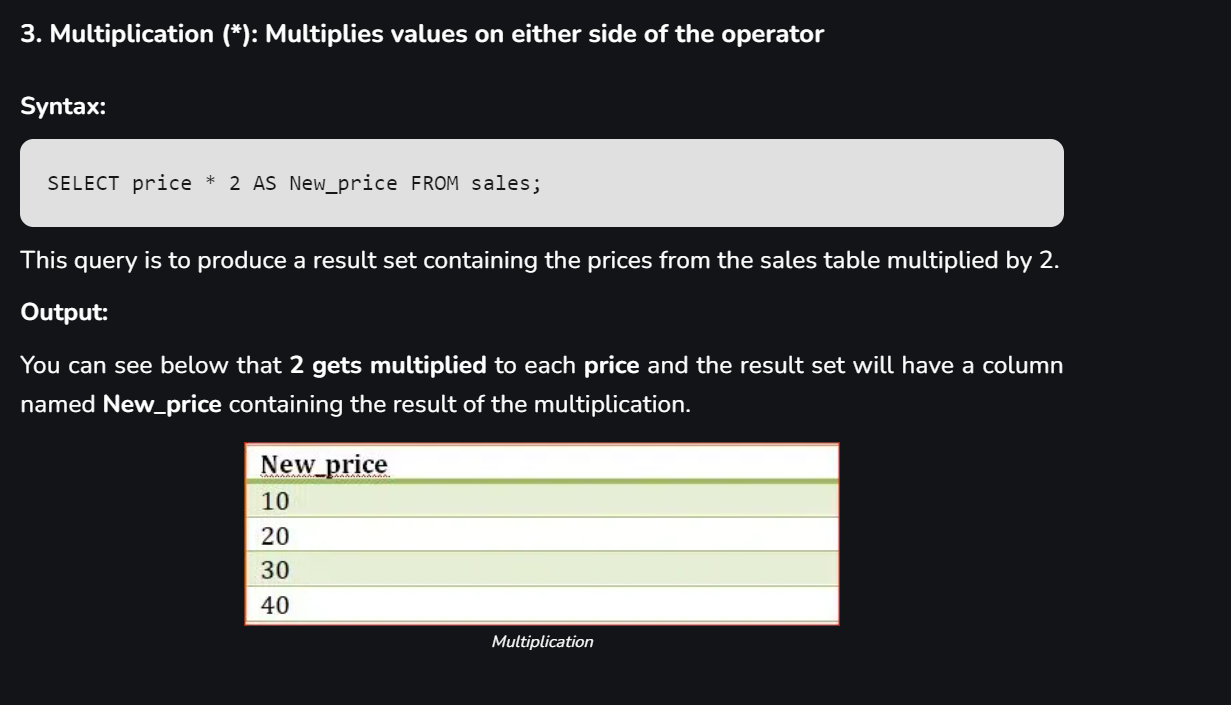 3. Multiplication (*): Multiplies values on either side of the operator
Syntax:
SELECT price * 2 AS New_price FROM sales;
This query is to produce a result set containing the prices from the sales table multiplied by 2.
Output:
You can see below that 2 gets multiplied to each price and the result set will have a column
named New_price containing the result of the multiplication.
New_price
10
20
30
40
Multiplication